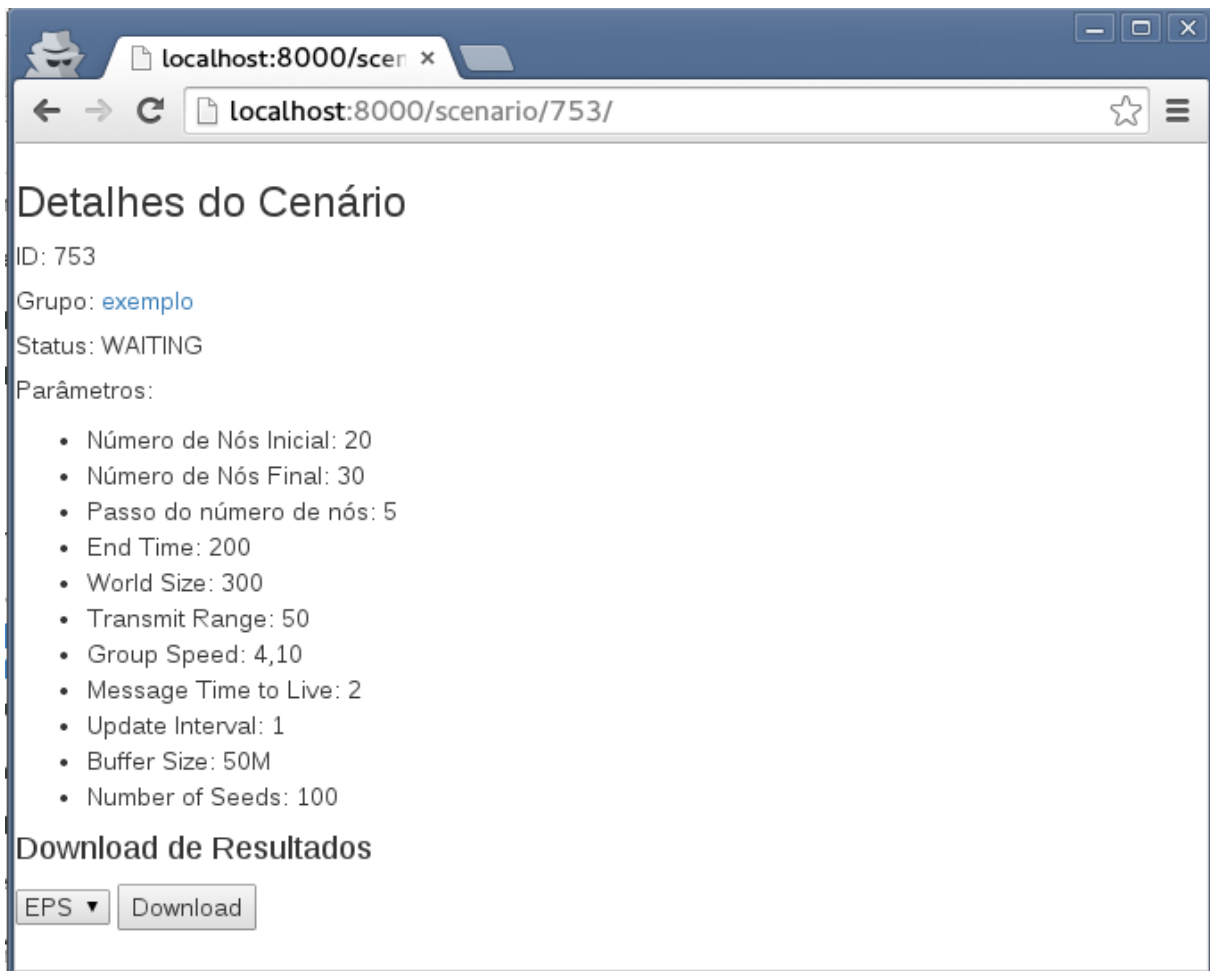 localhost:8000/scen
localhost:8000/scenario/753/
Detalhes do Cenário
ID: 753
Grupo: exemplo
Status: WAITING
Parâmetros:
Número de Nós Inicial: 20
Número de Nós Final: 30
Passo do número de nós: 5
End Time: 200
World Size: 300
Transmit Range: 50
Group Speed: 4,10
Message Time to Live: 2
Update Interval: 1
Buffer Size: 50M
Number of Seeds: 100
Download de Resultados
EPS Download